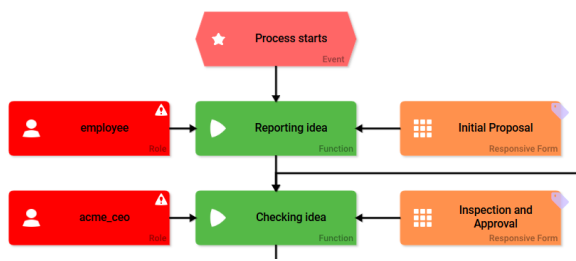 Process starts
Event
employee
Role
Reporting idea
Function
Initial Proposal
Responsive Form
acme_ceo
Role
Checking idea
Function
Inspection and
Approval
Responsive Form